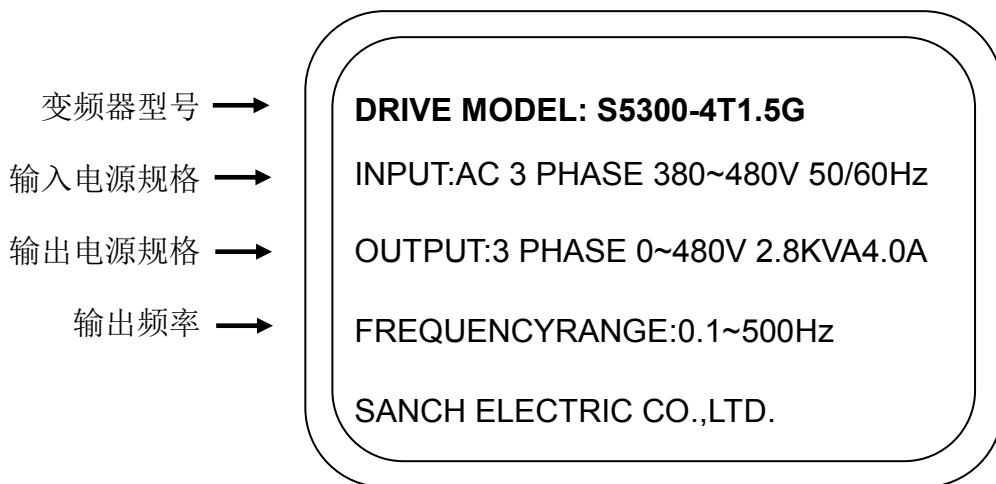 变频器型号 DRIVE MODEL: S5300-4T1.5G
输入电源规格 INPUT:AC 3 PHASE 380~480V 50/60Hz
输出电源规格 OUTPUT:3 PHASE 0~480V 2.8KVA4.0A
输出频率 FREQUENCYRANGE:0.1~500Hz
SANCH ELECTRIC CO.,LTD.